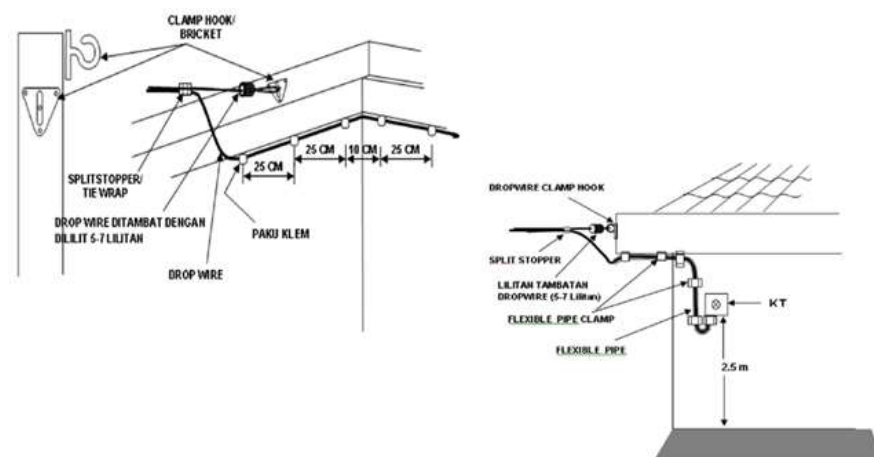 CLAMP HOOK/
BRICKET
25 CM
25 CM
10 CM
25 CM
SPLITSTOPPER/
TIE WRAP
DROP WIRE DITAMBAT DENGAN
DILILIT 5-7 LILITAN
PAKU KLEM
DROP WIRE
DROPWIRE CLAMP HOOK
SPLIT STOPPER
LILITAN TAMBATAN
DROPWIRE (5-7 Lilitan)
FLEXIBLE PIPE CLAMP
KT
FLEXIBLE PIPE
2.5 m